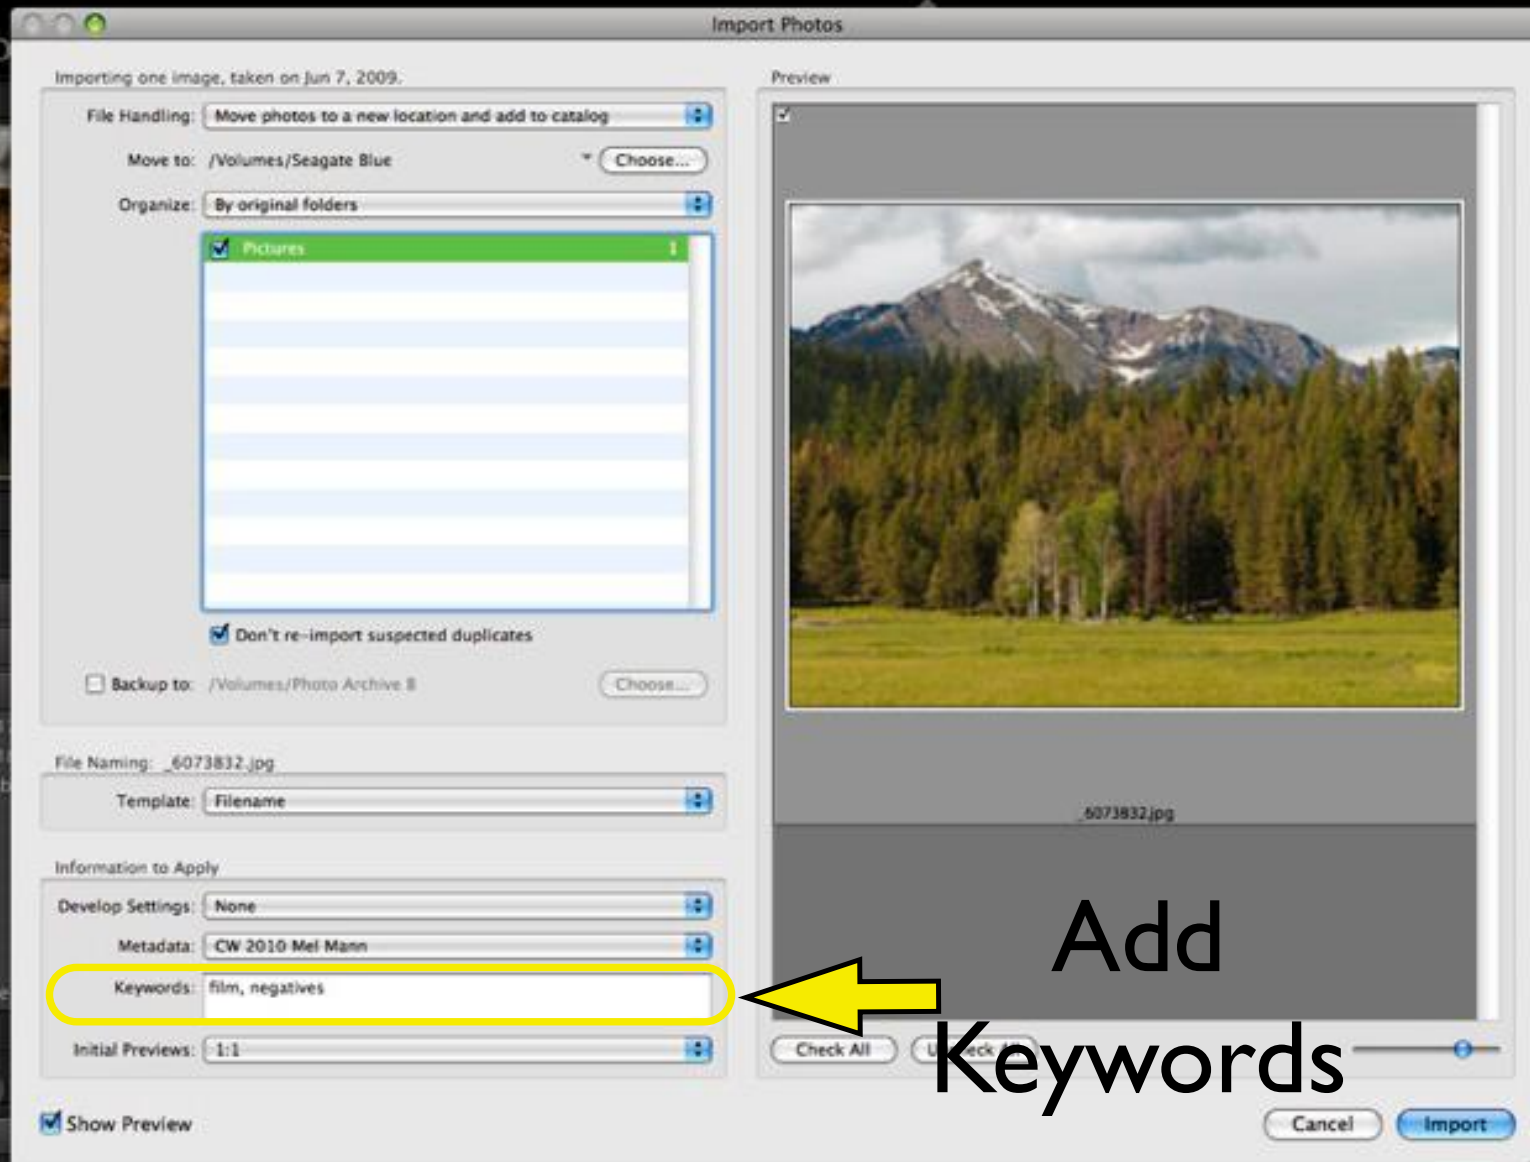 Import Photos
Importing one image, taken on Jun 7, 2009.
File Handling: Move photos to a new location and add to catalog
Move to: /Volumes/Seagate Blue Choose...
Organize: By original folders
Pictures 1
Don't re-import suspected duplicates
Backup to: /Volumes/Photo Archive 8 Choose...
File Naming: _6073832.jpg
Template: Filename
Information to Apply
Develop Settings: None
Metadata: CW 2010 Mel Mann
Keywords: film, negatives
Initial Previews: 1:1
Show Preview
Preview
_6073832.jpg
Add
Keywords
Check All
Cancel Import